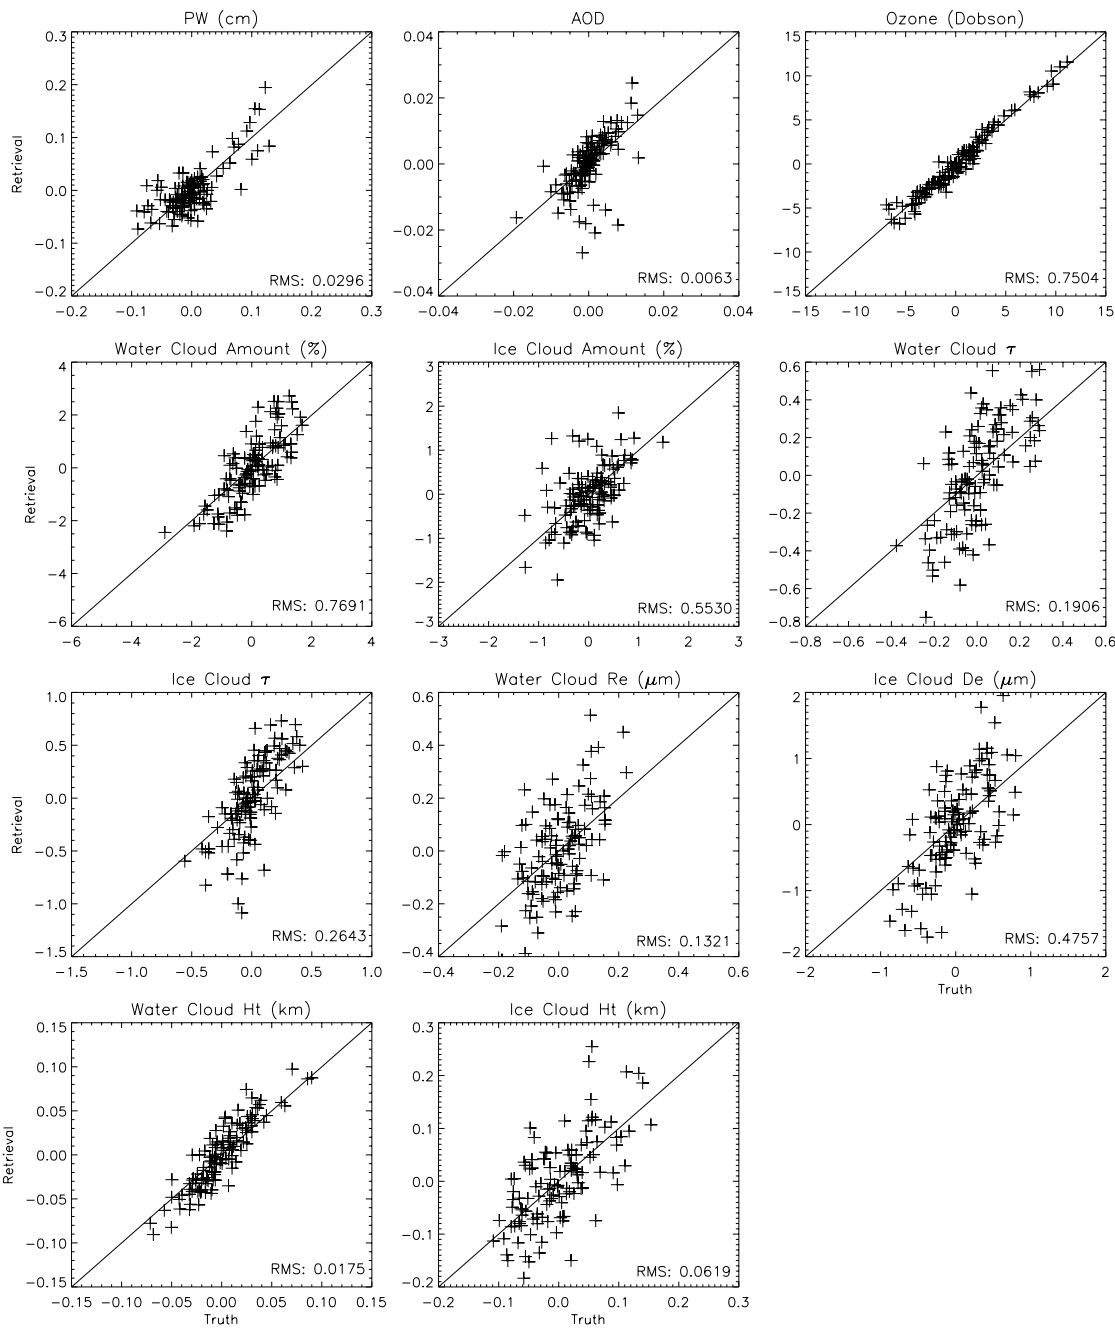 PW (cm)
AOD
Ozone (Dobson)
0.3
0.2
0.1
0.0
−0.1
−0.2
Retrieval
RMS: 0.0296
−0.2 −0.1 0.0 0.1 0.2 0.3
0.04
0.02
0.00
−0.02
−0.04
RMS: 0.0063
−0.04 −0.02 0.00 0.02 0.04
15
10
5
0
−5
−10
−15
RMS: 0.7504
−15 −10 −5 0 5 10 15
Water Cloud Amount (%)
Ice Cloud Amount (%)
Water Cloud τ
4
2
0
−2
−4
−6
Retrieval
RMS: 0.7691
−6 −4 −2 0 2 4
3
2
1
0
−1
−2
−3
RMS: 0.5530
−3 −2 −1 0 1 2 3
0.6
0.4
0.2
0.0
−0.2
−0.4
−0.6
−0.8
RMS: 0.1906
−0.8 −0.6 −0.4 −0.2 0.0 0.2 0.4 0.6
Ice Cloud τ
Water Cloud Re (μm)
Ice Cloud De (μm)
1.0
0.5
0.0
−0.5
−1.0
−1.5
Retrieval
RMS: 0.2643
−1.5 −1.0 −0.5 0.0 0.5 1.0
0.6
0.4
0.2
0.0
−0.2
−0.4
RMS: 0.1321
−0.4 −0.2 0.0 0.2 0.4 0.6
2
1
0
−1
−2
RMS: 0.4757
−2 −1 0 1 2
Truth
Water Cloud Ht (km)
Ice Cloud Ht (km)
0.15
0.10
0.05
0.00
−0.05
−0.10
−0.15
Retrieval
RMS: 0.0175
−0.15 −0.10 −0.05 0.00 0.05 0.10 0.15
Truth
0.3
0.2
0.1
0.0
−0.1
−0.2
RMS: 0.0619
−0.2 −0.1 0.0 0.1 0.2 0.3
Truth